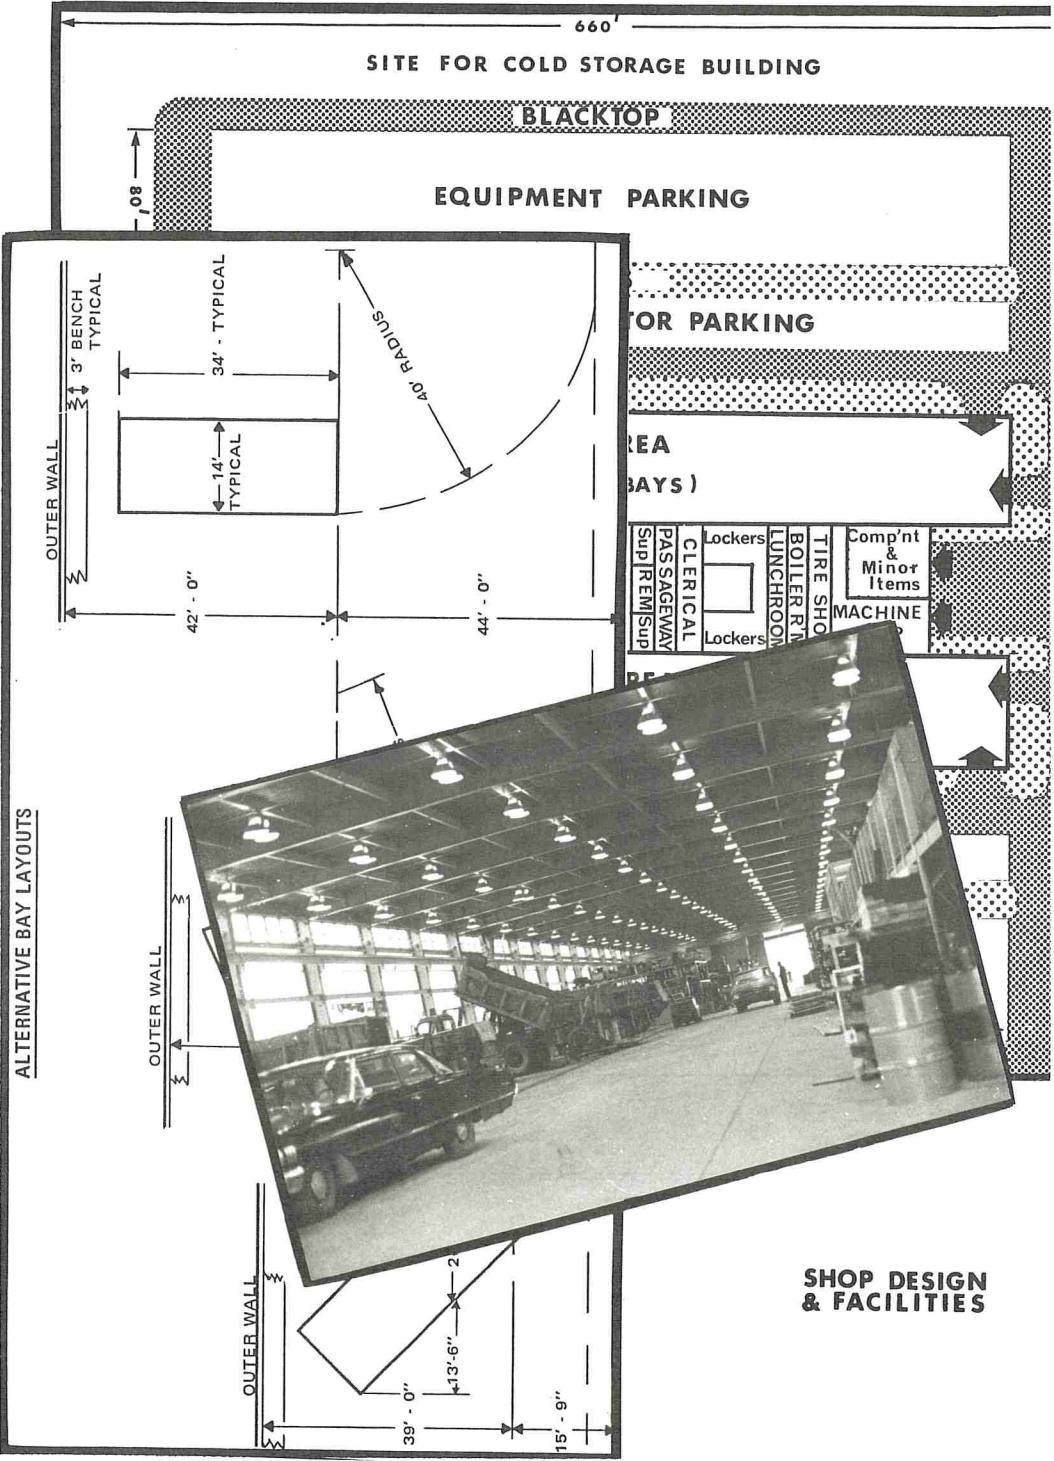 660'
SITE FOR COLD STORAGE BUILDING
BLACKTOP
80'
EQUIPMENT PARKING
TOR PARKING
REA
BAYS)
Sup
REM
Sup
PASSAGEWAY
CLERICAL
Lockers
Lockers
LUNCHROOM
BOILER R'M
TIRE SHO
Comp'nt
&
Minor
Items
MACHINE
3' BENCH
TYPICAL
34' - TYPICAL
40' RADIUS
14'
TYPICAL
OUTER WALL
42' - 0"
44' - 0"
ALTERNATIVE BAY LAYOUTS
OUTER WALL
OUTER WALL
2
13'-6"
39' - 0"
15' - 9"
SHOP DESIGN
& FACILITIES